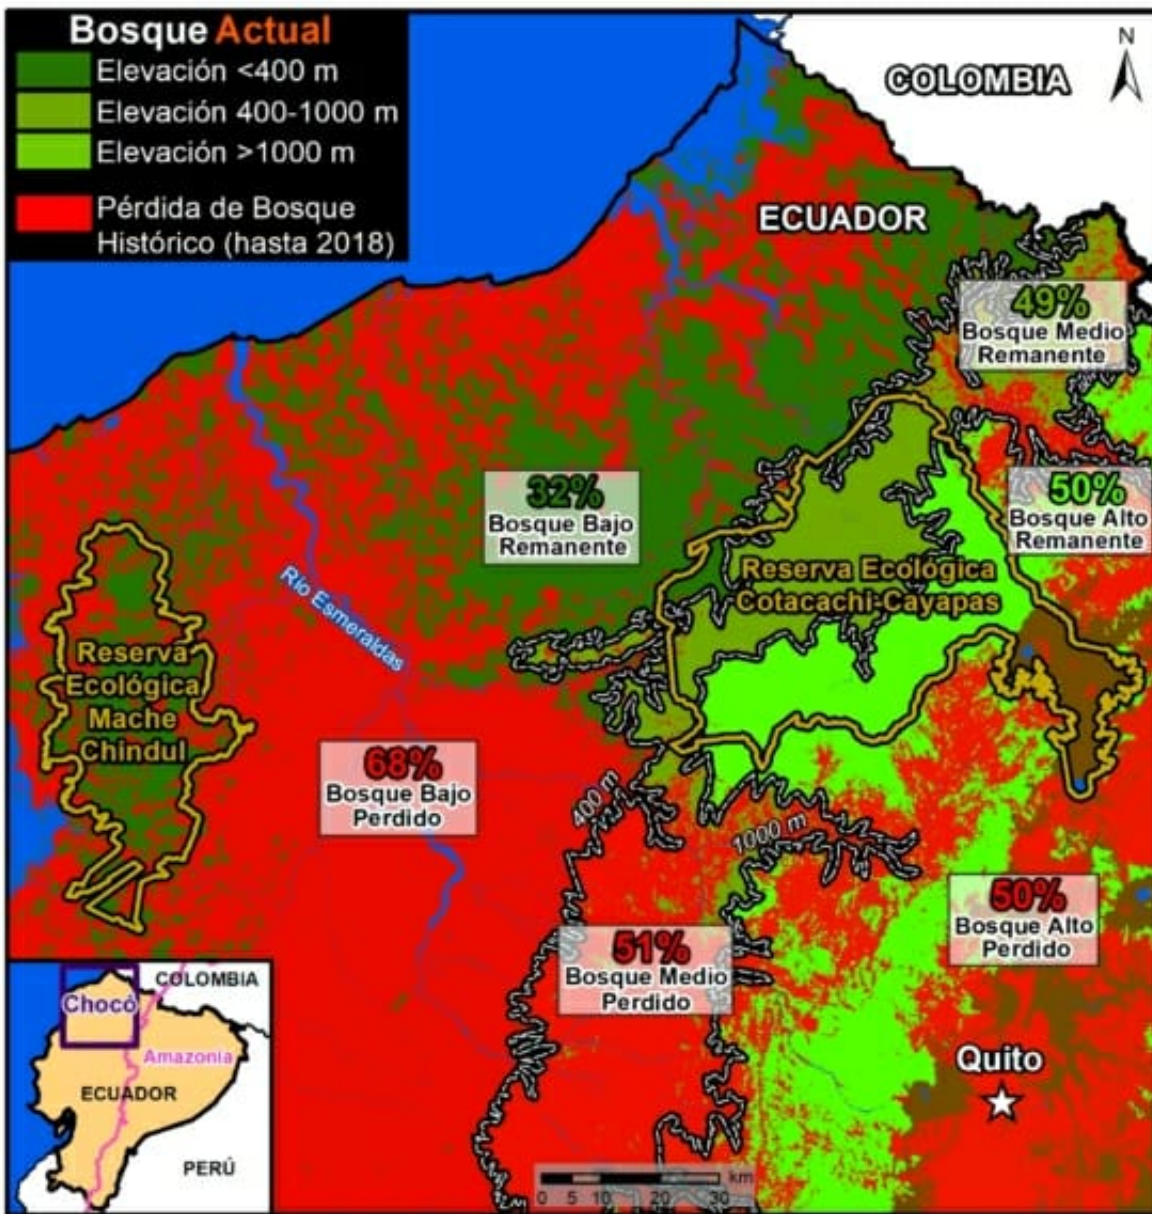 Bosque Actual
Elevación <400 m
Elevación 400-1000 m
Elevación >1000 m
Pérdida de Bosque
Histórico (hasta 2018)
N
COLOMBIA
ECUADOR
49%
Bosque Medio
Remanente
32%
Bosque Bajo
Remanente
50%
Bosque Alto
Remanente
Reserva Ecológica
Cotacachi-Cayapas
Río Esmeraldas
Reserva
Ecológica
Mache
Chindul
68%
Bosque Bajo
Perdido
400 m
1000 m
50%
Bosque Alto
Perdido
51%
Bosque Medio
Perdido
COLOMBIA
Chocó
Amazonia
ECUADOR
PERÚ
Quito
km
0 5 10 20 30